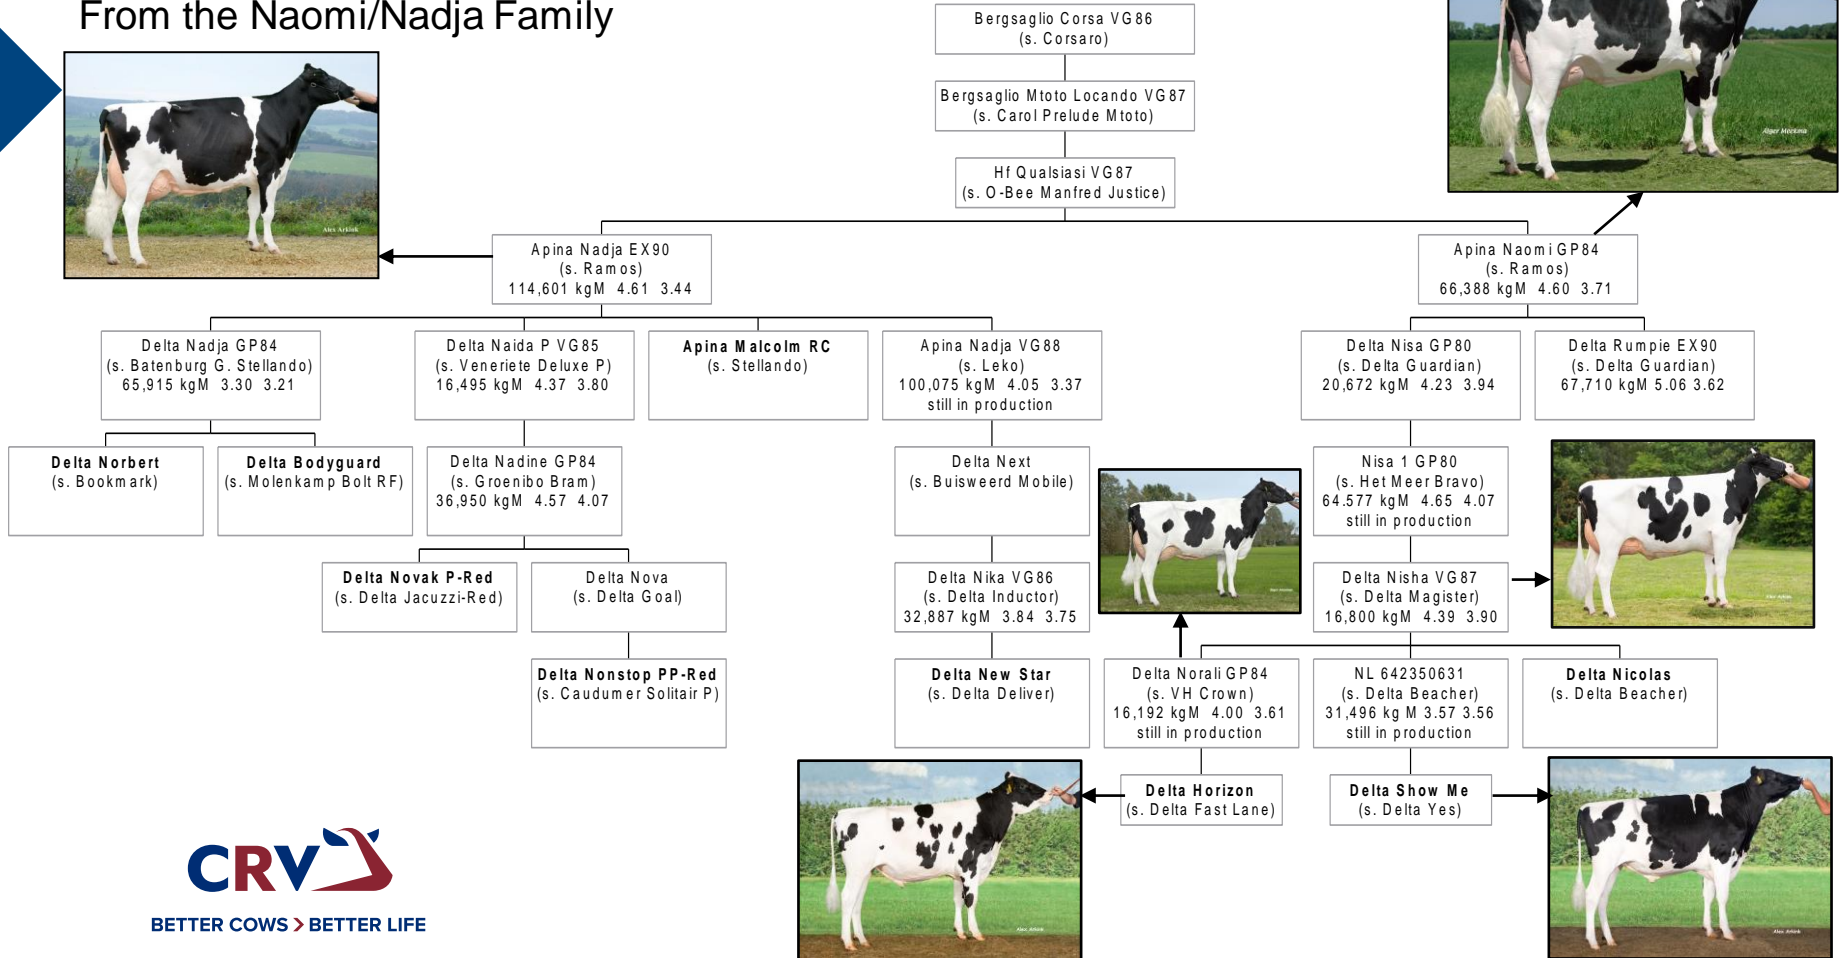 From the Naomi/Nadja Family
Bergsaglio Corsa VG86
(s. Corsaro)
Bergsaglio Mtoto Locando VG87
(s. Carol Prelude Mtoto)
Hf Qualsiasi VG87
(s. O-Bee Manfred Justice)
Alex Arkink
Alger Meekma
Apina Nadja EX90
(s. Ramos)
114,601 kgM 4.61 3.44
Apina Naomi GP84
(s. Ramos)
66,388 kgM 4.60 3.71
Delta Nadja GP84
(s. Batenburg G. Stellando)
65,915 kgM 3.30 3.21
Delta Naida P VG85
(s. Veneriete Deluxe P)
16,495 kgM 4.37 3.80
Apina Malcolm RC
(s. Stellando)
Apina Nadja VG88
(s. Leko)
100,075 kgM 4.05 3.37
still in production
Delta Nisa GP80
(s. Delta Guardian)
20,672 kgM 4.23 3.94
Delta Rumpie EX90
(s. Delta Guardian)
67,710 kgM 5.06 3.62
Delta Norbert
(s. Bookmark)
Delta Bodyguard
(s. Molenkamp Bolt RF)
Delta Nadine GP84
(s. Groenibo Bram)
36,950 kgM 4.57 4.07
Delta Next
(s. Buisweerd Mobile)
Nisa 1 GP80
(s. Het Meer Bravo)
64.577 kgM 4.65 4.07
still in production
Delta Novak P-Red
(s. Delta Jacuzzi-Red)
Delta Nova
(s. Delta Goal)
Delta Nika VG86
(s. Delta Inductor)
32,887 kgM 3.84 3.75
Delta Nisha VG87
(s. Delta Magister)
16,800 kgM 4.39 3.90
Alex Arkink
Delta Nonstop PP-Red
(s. Caudumer Solitair P)
Delta New Star
(s. Delta Deliver)
Delta Norali GP84
(s. VH Crown)
16,192 kgM 4.00 3.61
still in production
NL 642350631
(s. Delta Beacher)
31,496 kg M 3.57 3.56
still in production
Delta Nicolas
(s. Delta Beacher)
Delta Horizon
(s. Delta Fast Lane)
Delta Show Me
(s. Delta Yes)
Alex Arkink
Alex Arkink
CRV
BETTER COWS > BETTER LIFE